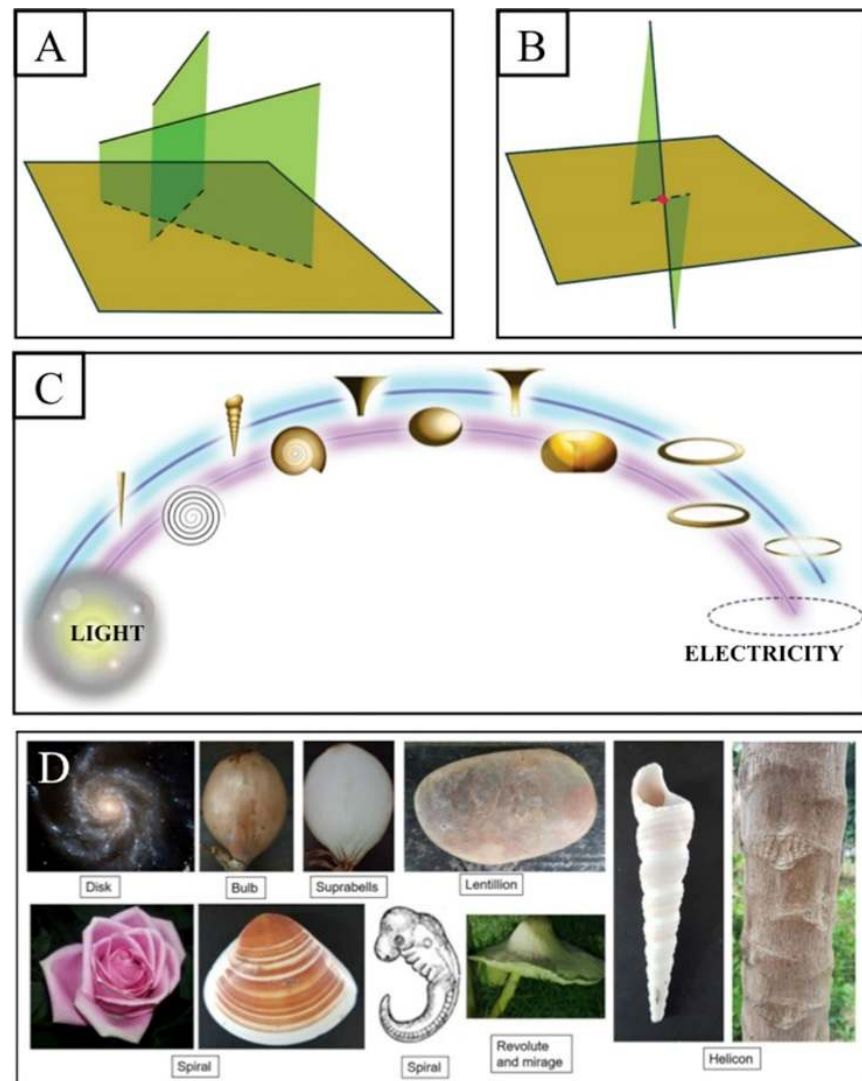 A
B
C
LIGHT
ELECTRICITY
D
Disk
Bulb
Suprabells
Lentillion
Spiral
Spiral
Revolute
and mirage
Helicon